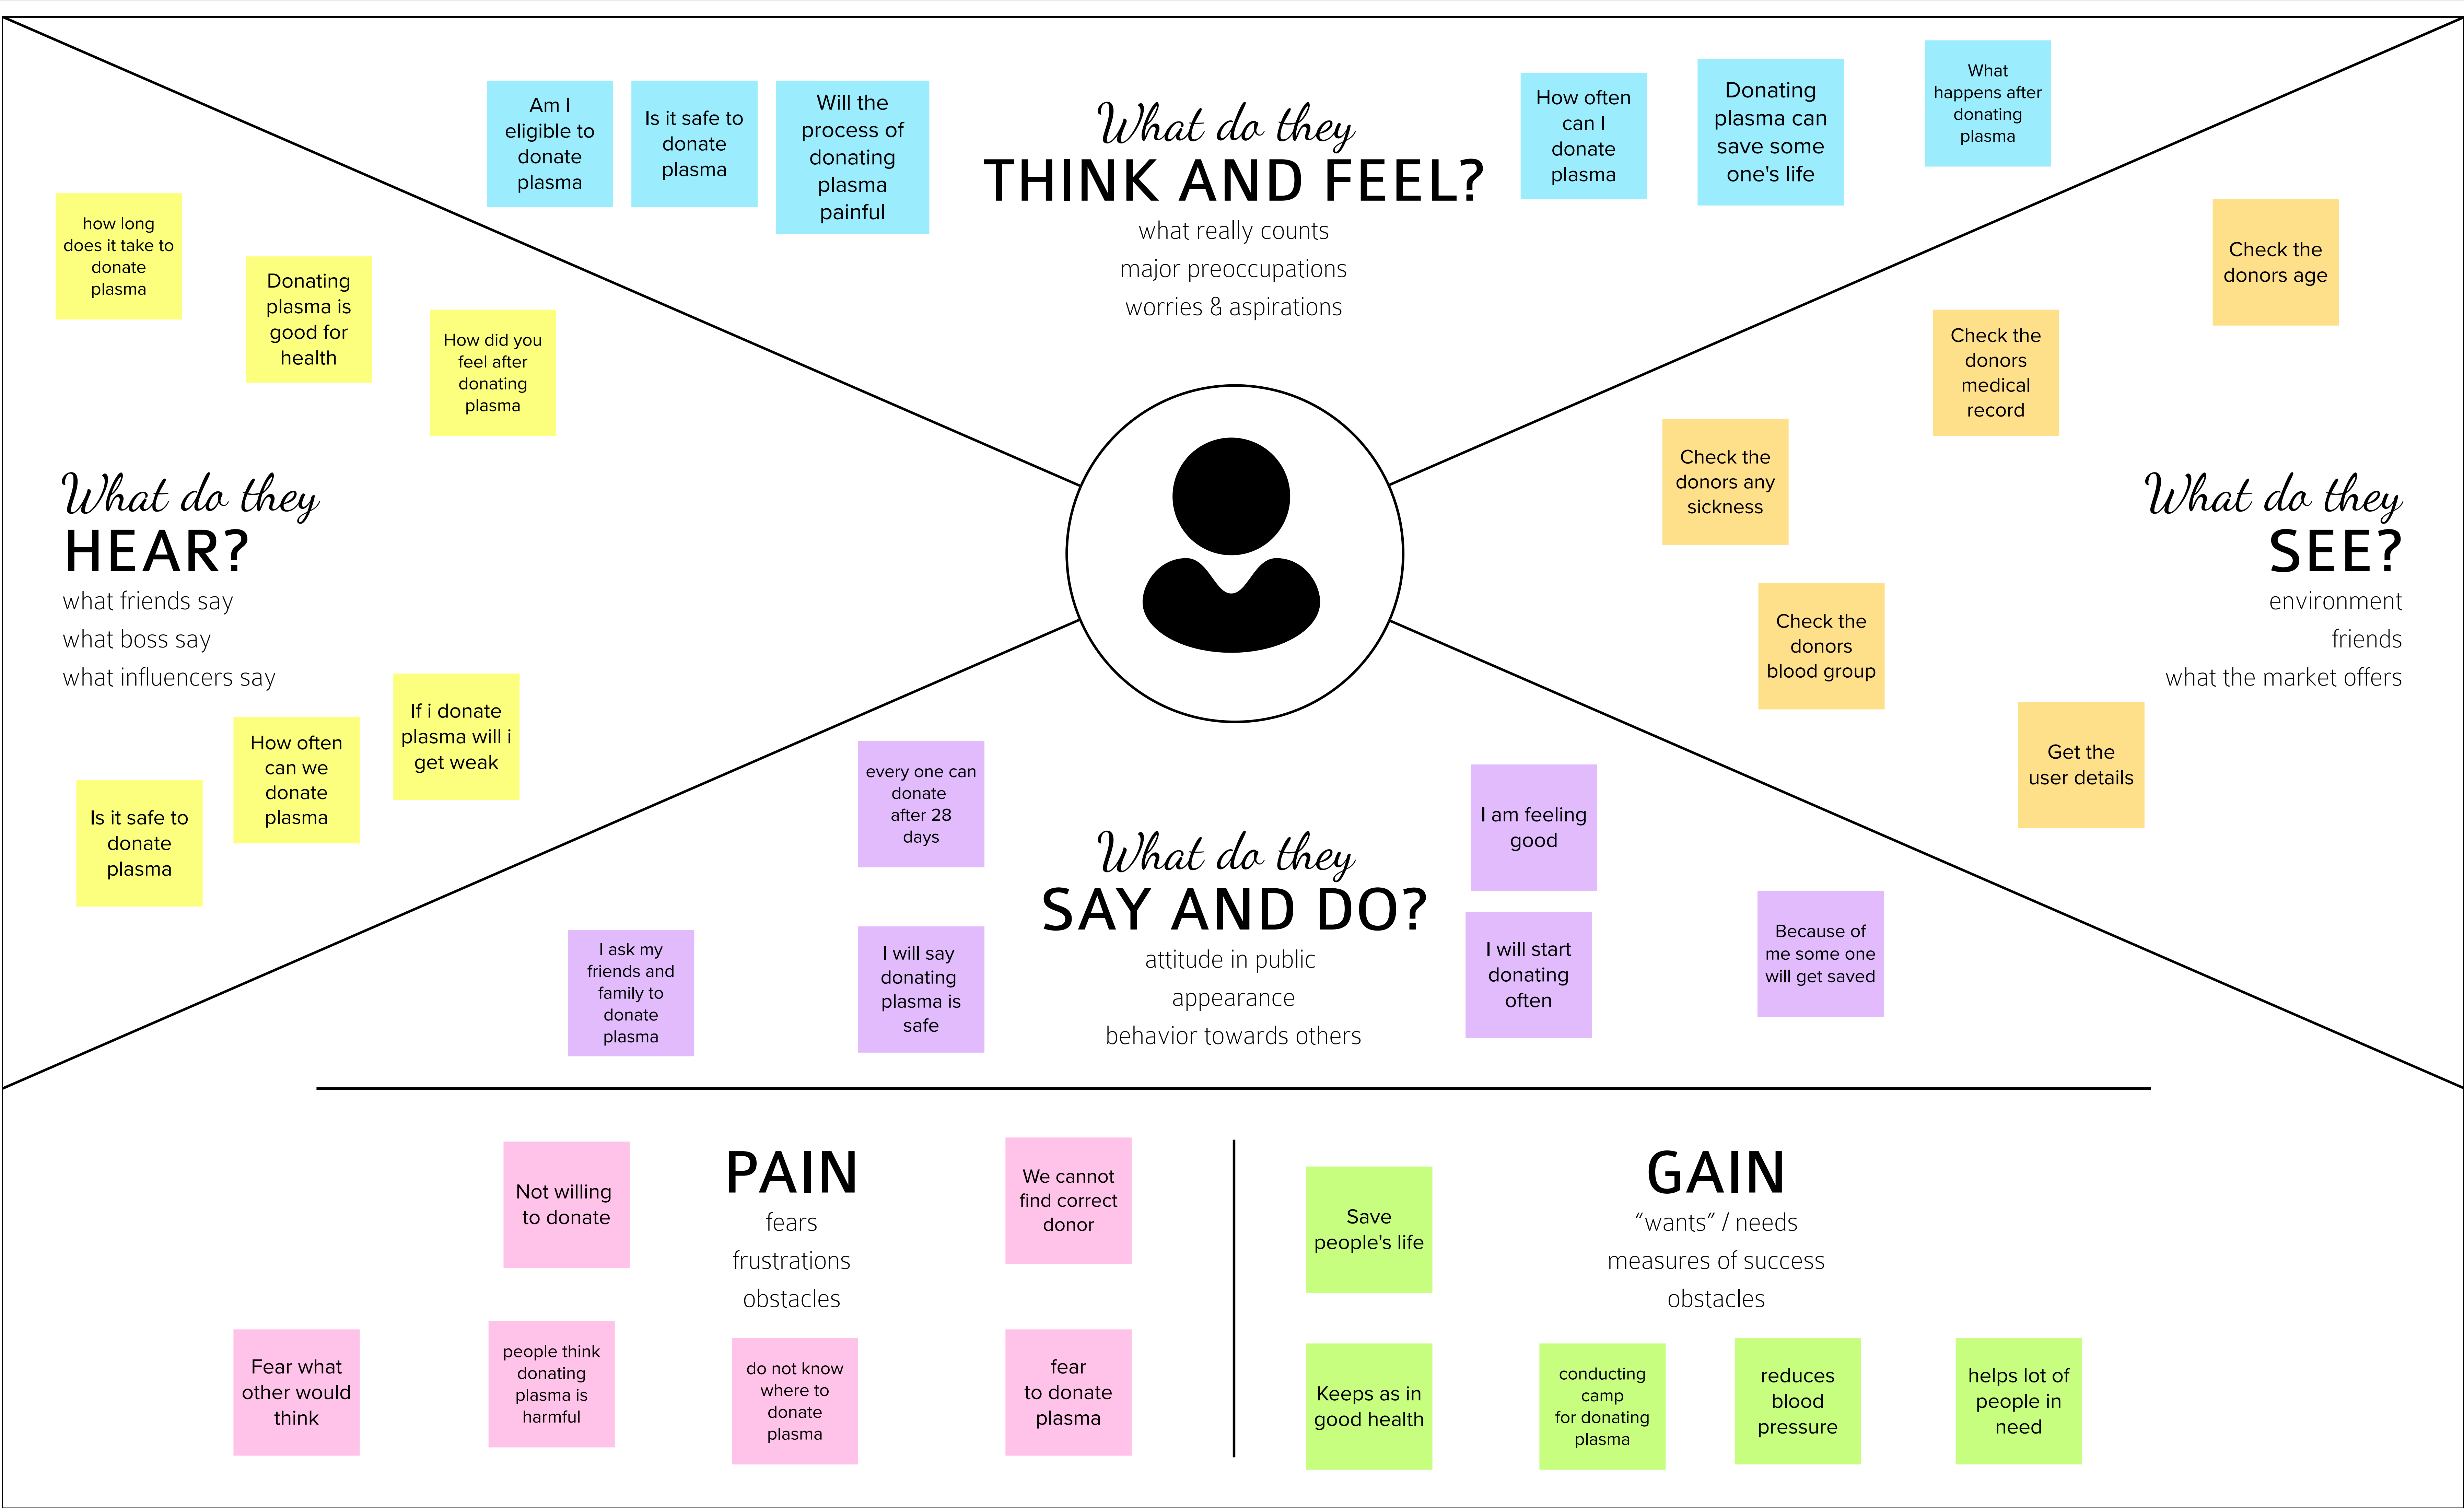 What do they
THINK AND FEEL?
what really counts
major preoccupations
worries & aspirations
Am I
eligible to
donate
plasma
Is it safe to
donate
plasma
Will the
process of
donating
plasma
painful
How often
can I
donate
plasma
Donating
plasma can
save some
one's life
What
happens after
donating
plasma
how long
does it take to
donate
plasma
Donating
plasma is
good for
health
How did you
feel after
donating
plasma
What do they
HEAR?
what friends say
what boss say
what influencers say
If i donate
plasma will i
get weak
How often
can we
donate
plasma
Is it safe to
donate
plasma
Check the
donors age
Check the
donors
medical
record
Check the
donors any
sickness
What do they
SEE?
environment
friends
what the market offers
Check the
donors
blood group
Get the
user details
every one can
donate
after 28
days
I ask my
friends and
family to
donate
plasma
I will say
donating
plasma is
safe
What do they
SAY AND DO?
attitude in public
appearance
behavior towards others
I am feeling
good
I will start
donating
often
Because of
me some one
will get saved
PAIN
fears
frustrations
obstacles
Not willing
to donate
We cannot
find correct
donor
Fear what
other would
think
people think
donating
plasma is
harmful
do not know
where to
donate
plasma
fear
to donate
plasma
GAIN
“wants” / needs
measures of success
obstacles
Save
people's life
Keeps as in
good health
conducting
camp
for donating
plasma
reduces
blood
pressure
helps lot of
people in
need